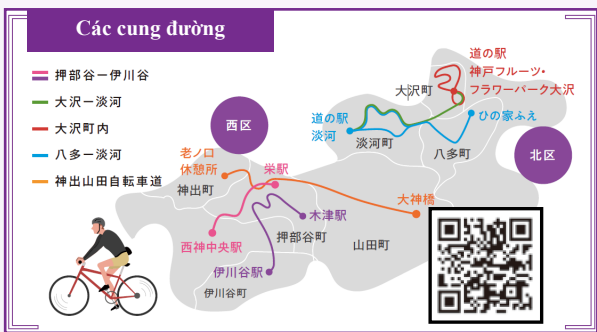 Các cung đường
押部谷ー伊川谷
大沢ー淡河
大沢町内
八多ー淡河
神出山田自転車道
道の駅
神戸フルーツ・
フラワーパーク大沢
大沢町
道の駅
淡河
淡河町
ひの家ふえ
八多町
西区
北区
老ノ口
休憩所
神出町
栄駅
木津駅
大神橋
西神中央駅
押部谷町
山田町
伊川谷駅
伊川谷町